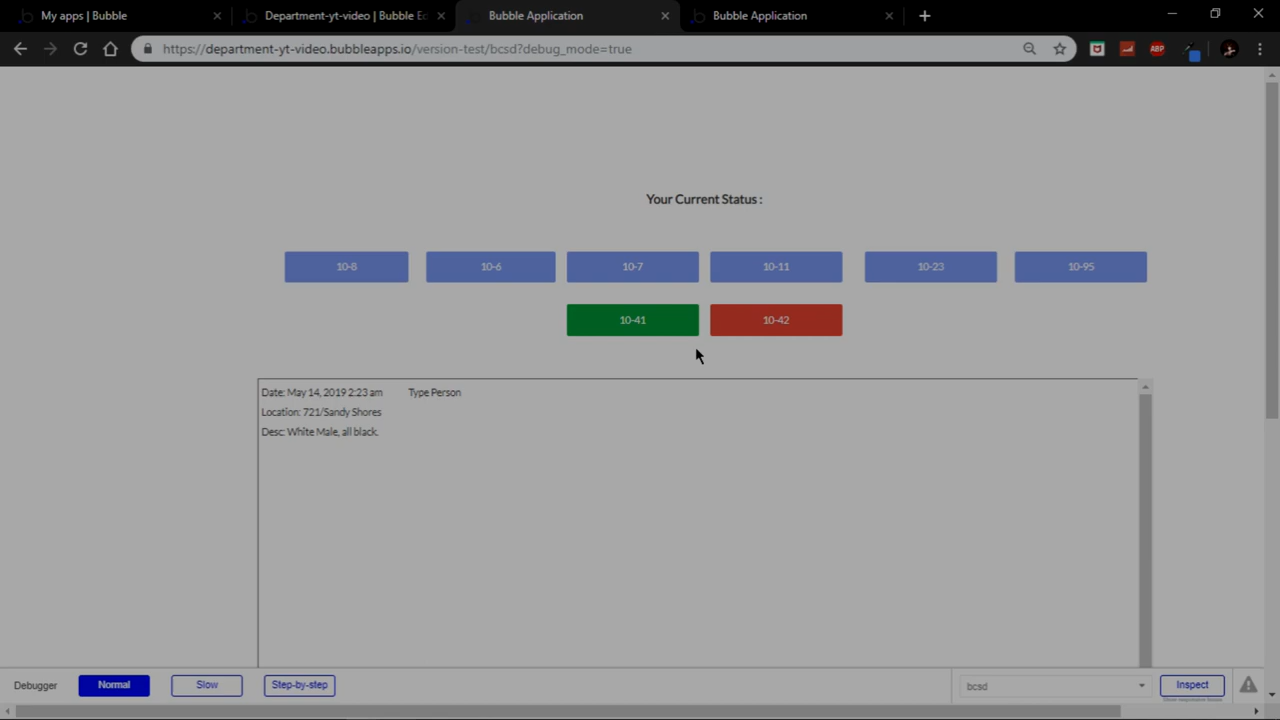 My apps | Bubble
Department-yt-video | Bubble Ed
Bubble Application
Bubble Application
https://department-yt-video.bubbleapps.io/version-test/bcsd?debug_mode=true
ABP
Your Current Status :
10-8
10-6
10-7
10-11
10-23
10-95
10-41
10-42
Date: May 14, 2019 2:23 am Type Person
Location: 721/Sandy Shores
Desc: White Male, all black.
Debugger
Normal
Slow
Step-by-step
bcsd
Inspect